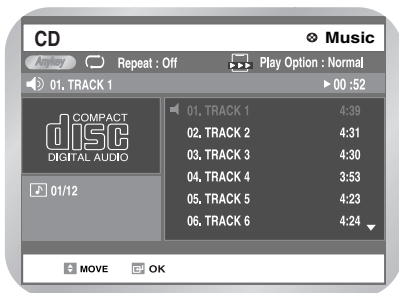 CD Music
Anykey Repeat : Off Play Option : Normal
01. TRACK 1 00 :52
COMPACT
disc
DIGITAL AUDIO
01/12
01. TRACK 1 4:39
02. TRACK 2 4:31
03. TRACK 3 4:30
04. TRACK 4 3:53
05. TRACK 5 4:23
06. TRACK 6 4:24
MOVE OK